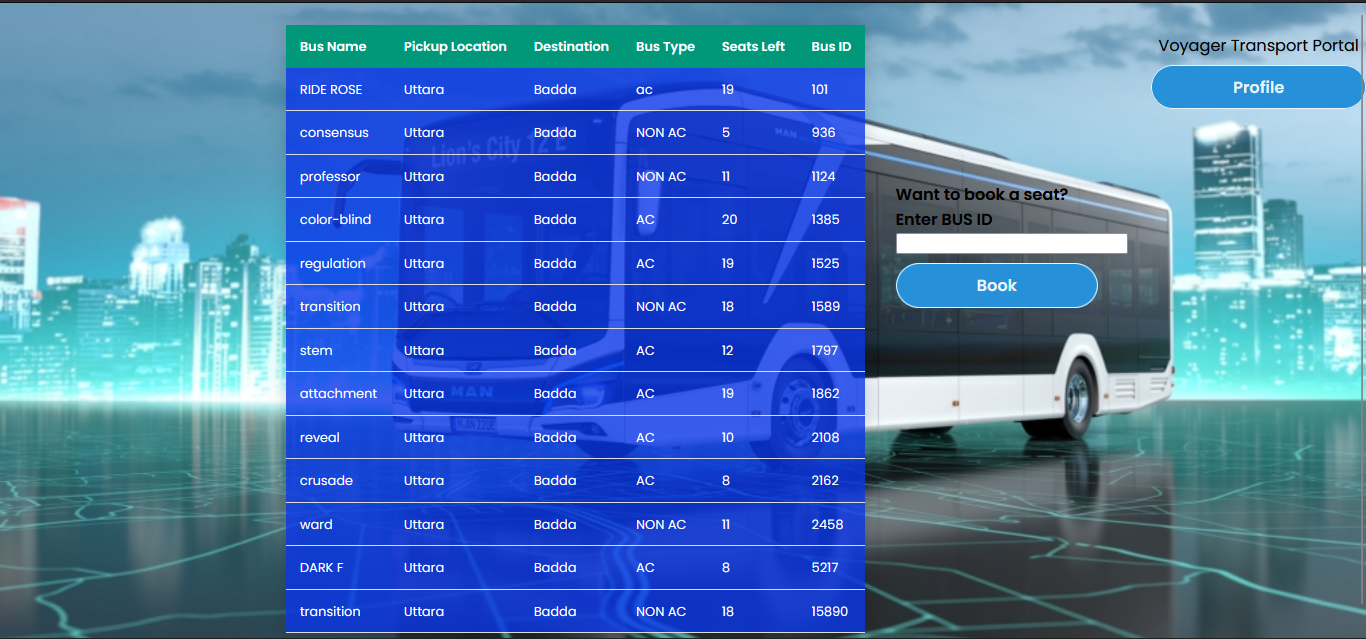 Bus Name Pickup Location Destination Bus Type Seats Left Bus ID
RIDE ROSE Uttara Badda ac 19 101
consensus Uttara Badda NON AC 5 936
professor Uttara Badda NON AC 11 1124
color-blind Uttara Badda AC 20 1385
regulation Uttara Badda AC 19 1525
transition Uttara Badda NON AC 18 1589
stem Uttara Badda AC 12 1797
attachment Uttara Badda AC 19 1862
reveal Uttara Badda AC 10 2108
crusade Uttara Badda AC 8 2162
ward Uttara Badda NON AC 11 2458
DARK F Uttara Badda AC 8 5217
transition Uttara Badda NON AC 18 15890
Lion's City 12 E
MAN
MAN
Want to book a seat?
Enter BUS ID
Book
Voyager Transport Portal
Profile